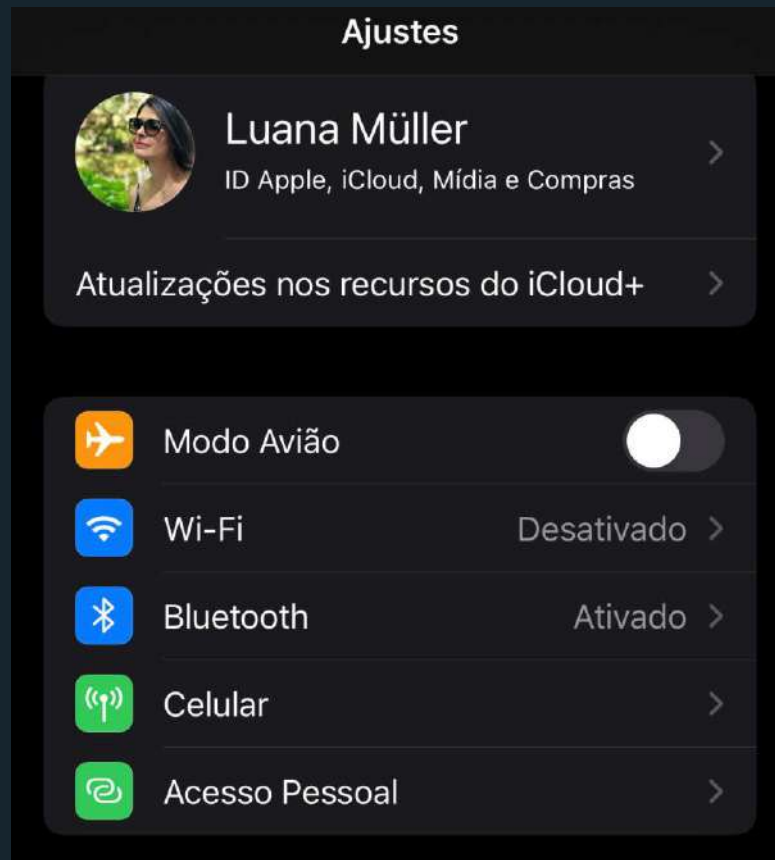 Ajustes
Luana Müller
ID Apple, iCloud, Mídia e Compras
Atualizações nos recursos do iCloud+
Modo Avião
Wi-Fi Desativado
Bluetooth Ativado
Celular
Acesso Pessoal